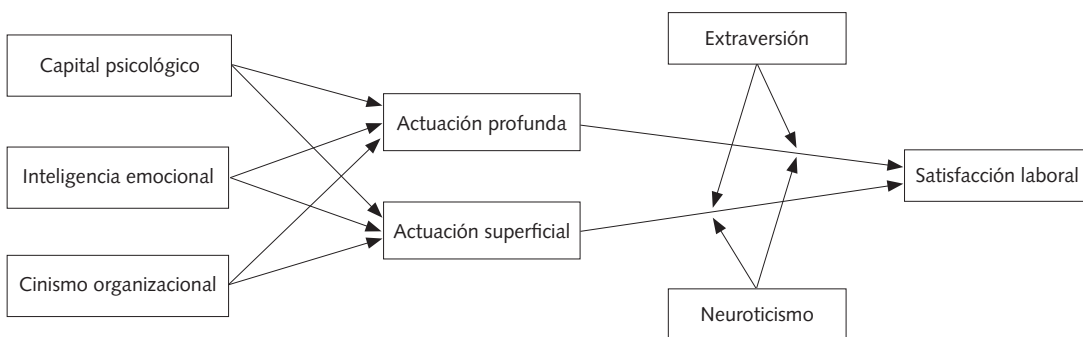 Extraversión
Capital psicológico
Actuación profunda
Inteligencia emocional
Satisfacción laboral
Actuación superficial
Cinismo organizacional
Neuroticismo